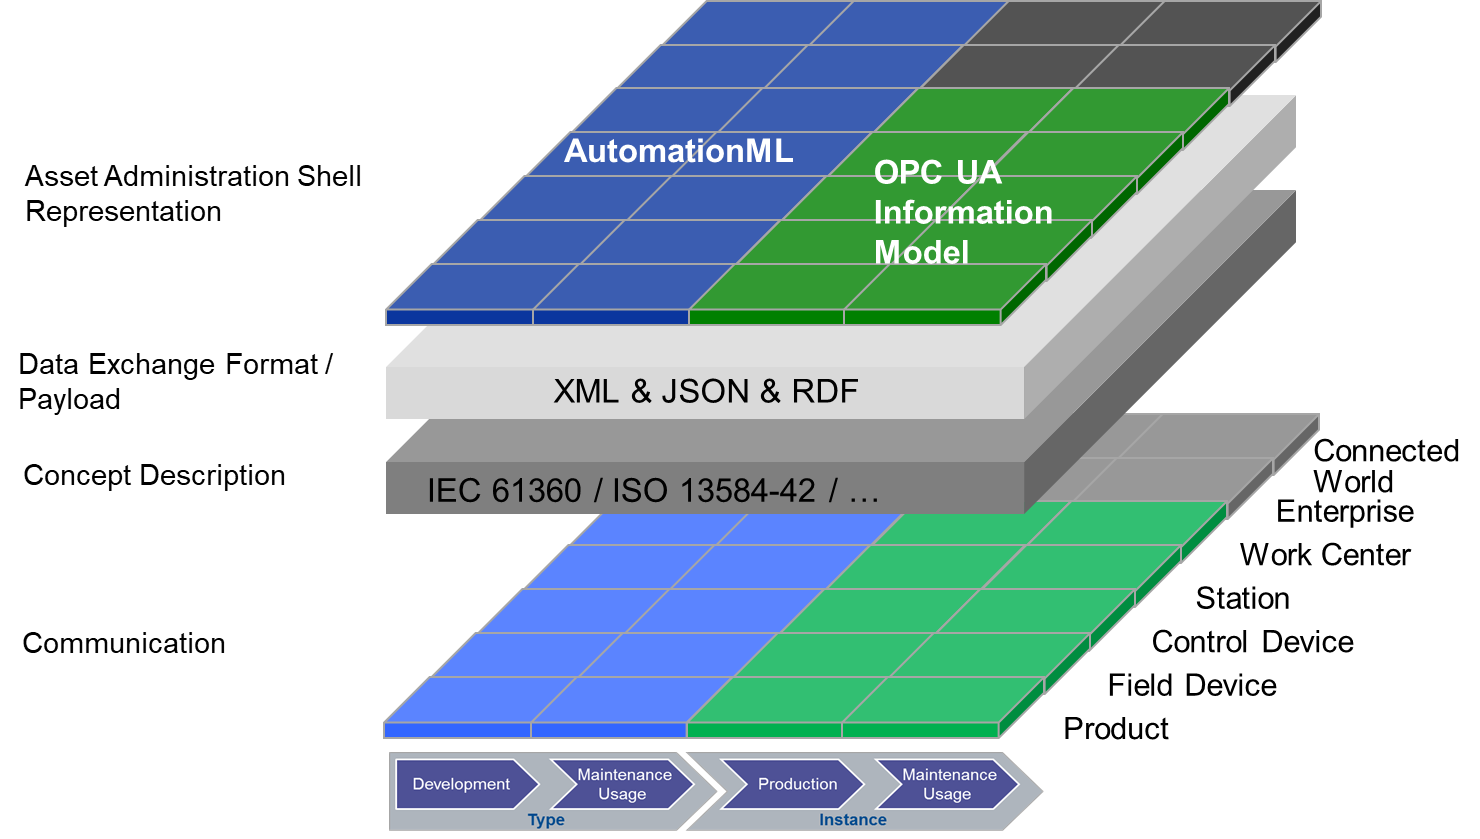 AutomationML
OPC UA
Information
Model
Asset Administration Shell
Representation
Data Exchange Format /
Payload
XML & JSON & RDF
Concept Description
IEC 61360 / ISO 13584-42 / …
Communication
Connected
World
Enterprise
Work Center
Station
Control Device
Field Device
Product
Development
Maintenance
Usage
Production
Maintenance
Usage
Type
Instance